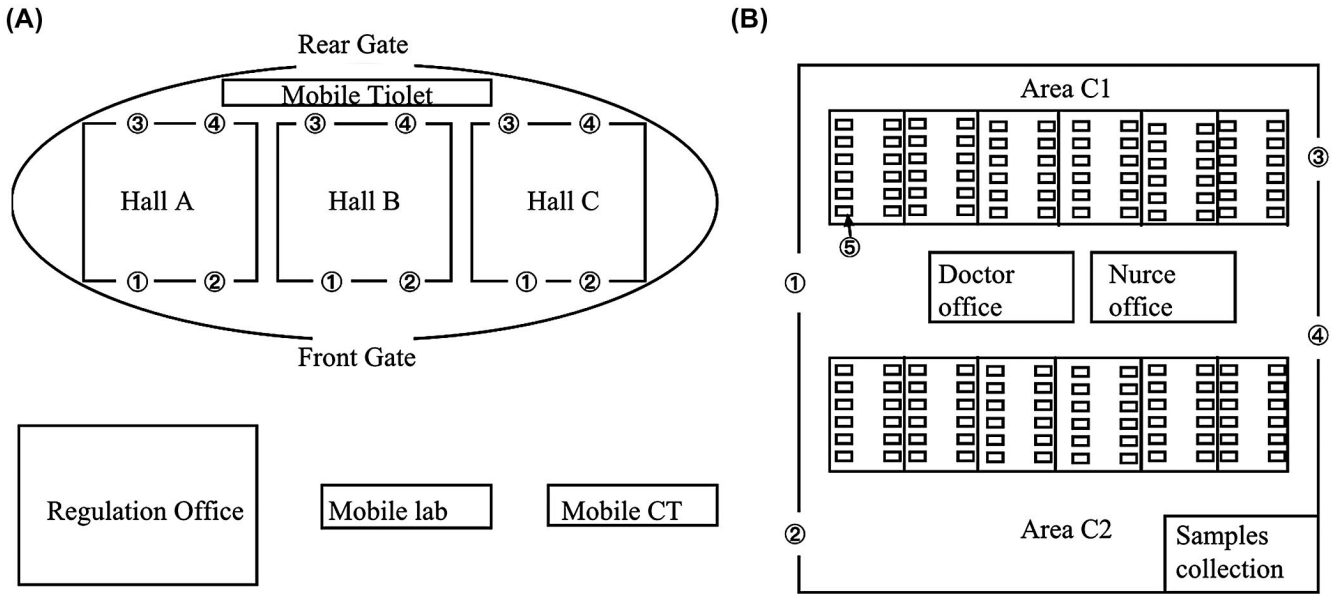 (A)
Rear Gate
Mobile Tiolet
③ ④ ③ ④ ③ ④
Hall A Hall B Hall C
① ② ① ② ① ②
Front Gate
Regulation Office
Mobile lab
Mobile CT
(B)
Area C1
③
⑤
①
Doctor
office
Nurce
office
④
②
Area C2
Samples
collection